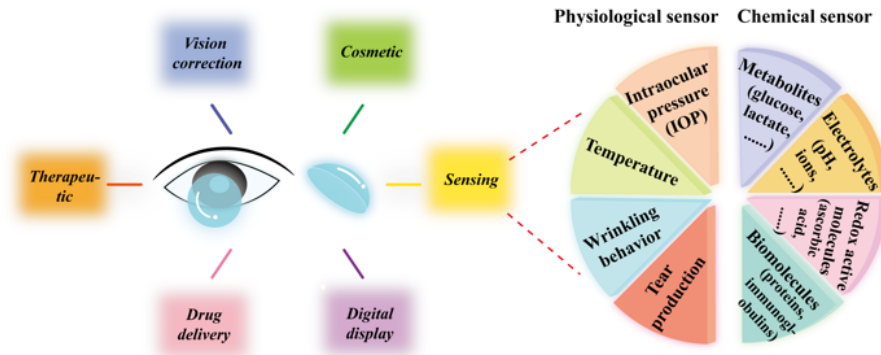 Physiological sensor
Chemical sensor
Vision
correction
Cosmetic
Therapeu-
tic
Sensing
Drug
delivery
Digital
display
Intraocular
pressure
(IOP)
Temperature
Wrinkling
behavior
Tear
production
Metabolites
(glucose,
lactate,
......)
Electrolytes
(pH,
ions,
......)
Redox active
molecules
(ascorbic
acid,
......)
Biomolecules
(proteins,
immunogl-
obulins)